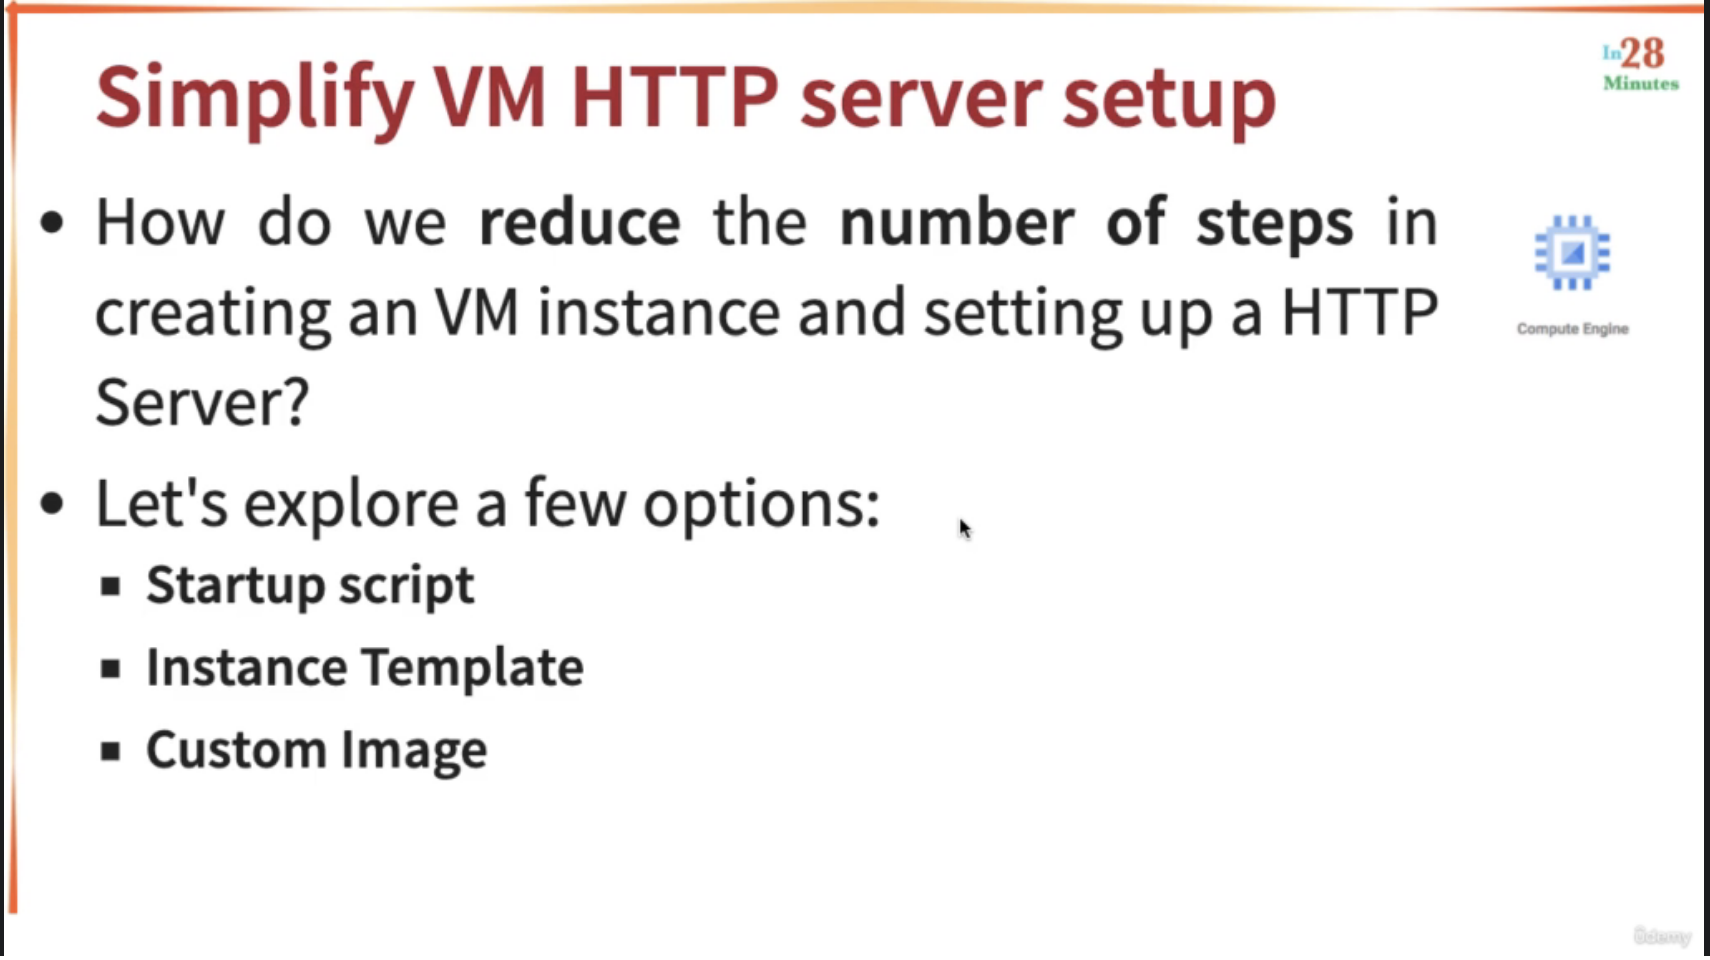 Simplify VM HTTP server setup
In28
Minutes
• How do we reduce the number of steps in
creating an VM instance and setting up a HTTP
Server?
Compute Engine
• Let's explore a few options:
▪ Startup script
▪ Instance Template
▪ Custom Image
ûdemy